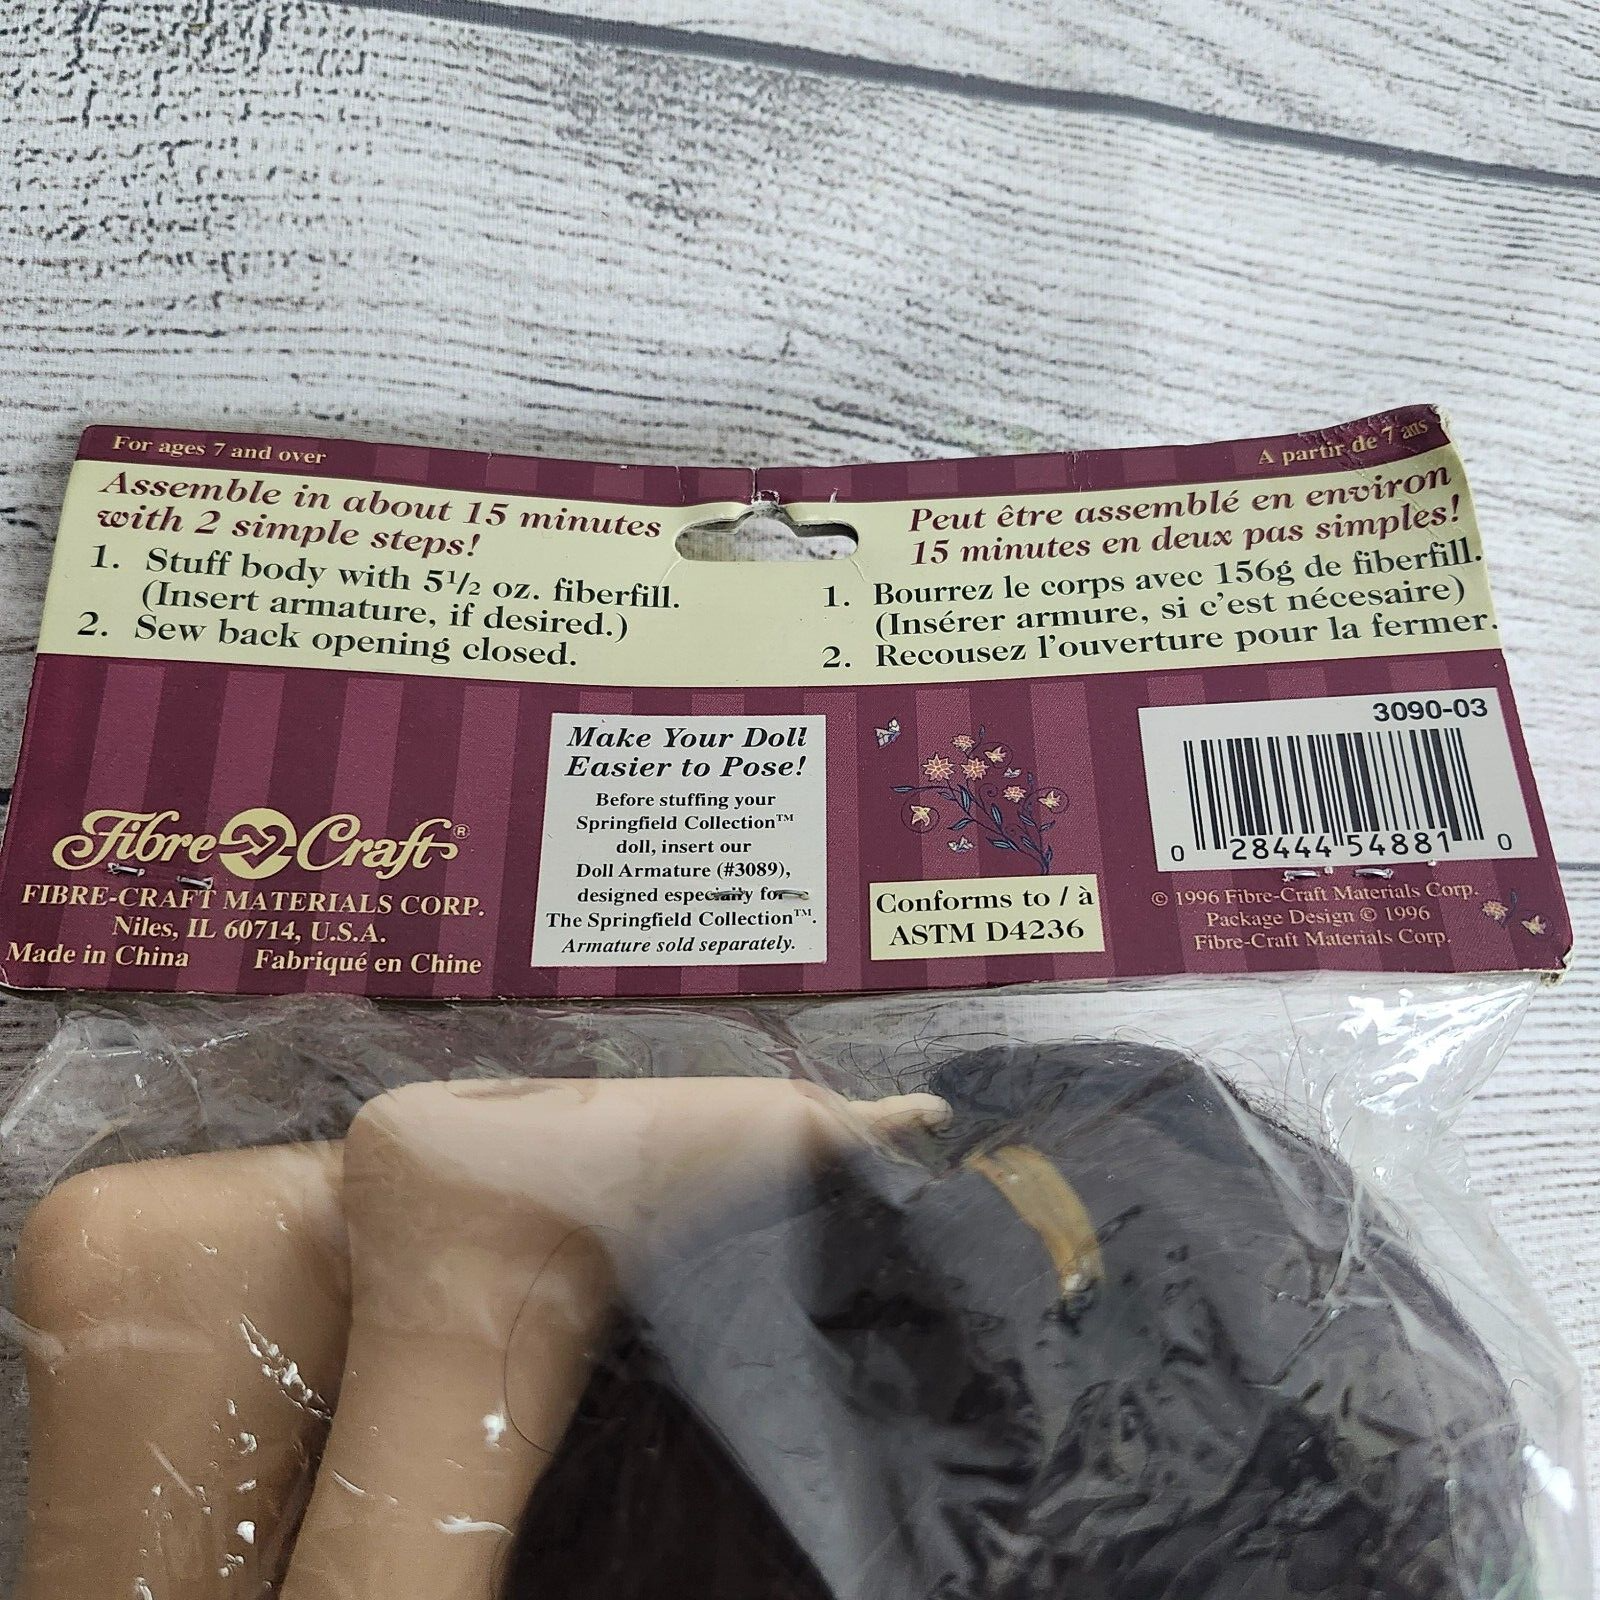 For ages 7 and over
Assemble in about 15 minutes
with 2 simple steps!
1. Stuff body with 5 1/2 oz. fiberfill.
(Insert armature, if desired.)
2. Sew back opening closed.
A partir de 7 ans
Peut être assemblé en environ
15 minutes en deux pas simples!
1. Bourrez le corps avec 156g de fiberfill.
(Insérer armure, si c'est nécesaire)
2. Recousez l'ouverture pour la fermer.
Fibre Craft®
FIBRE-CRAFT MATERIALS CORP.
Niles, IL 60714, U.S.A.
Made in China Fabriqué en Chine
Make Your Doll
Easier to Pose!
Before stuffing your
Springfield Collection™
doll, insert our
Doll Armature (#3089),
designed especially for
The Springfield Collection™.
Armature sold separately.
Conforms to / à
ASTM D4236
3090-03
0 28444 54881 0
© 1996 Fibre-Craft Materials Corp.
Package Design © 1996
Fibre-Craft Materials Corp.